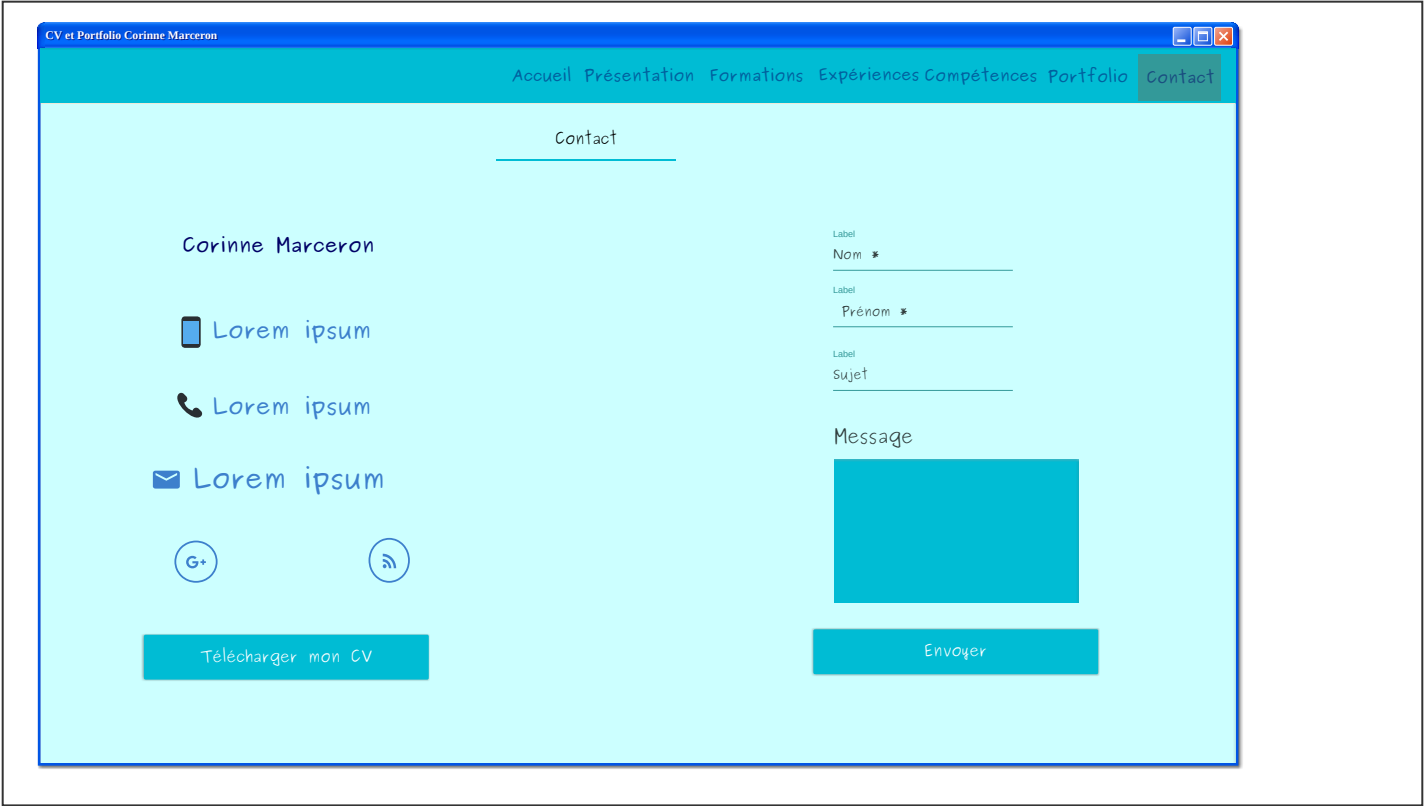 CV et Portfolio Corinne Marceron
Accueil Présentation Formations Expériences Compétences Portfolio Contact
Contact
Corinne Marceron
Lorem ipsum
Lorem ipsum
Lorem ipsum
G+
Télécharger mon CV
Label
Nom *
Label
Prénom *
Label
Sujet
Message
Envoyer